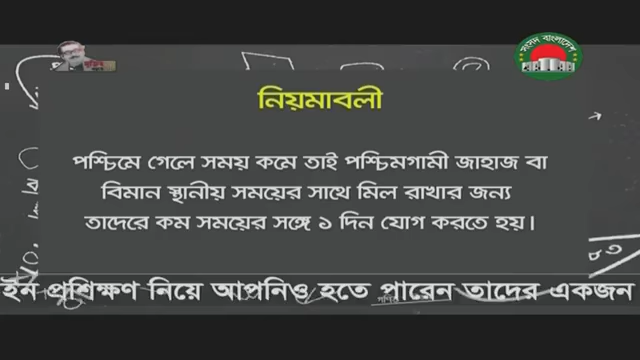 সংসদ বাংলাদেশ
নিয়মাবলী
পশ্চিমে গেলে সময় কমে তাই পশ্চিমগামী জাহাজ বা
বিমান স্থানীয় সময়ের সাথে মিল রাখার জন্য
তাদেরে কম সময়ের সঙ্গে ১ দিন যোগ করতে হয়।
ইন প্রশিক্ষণ নিয়ে আপনিও হতে পারেন তাদের একজন